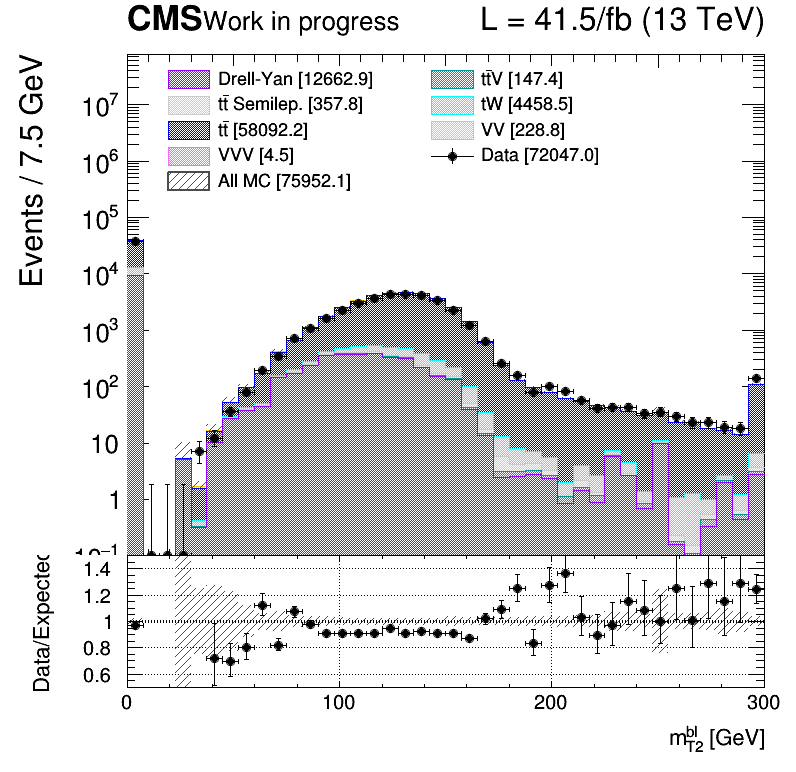 CMS Work in progress L = 41.5/fb (13 TeV)
Events / 7.5 GeV
Drell-Yan [12662.9] tt̄V [147.4]
tt̄ Semilep. [357.8] tW [4458.5]
tt̄ [58092.2] VV [228.8]
VVV [4.5] Data [72047.0]
All MC [75952.1]
10⁷
10⁶
10⁵
10⁴
10³
10²
10
1
10⁻¹
Data/Expected
1.4
1.2
1
0.8
0.6
0 100 200 300
m_{T2}^{bl} [GeV]